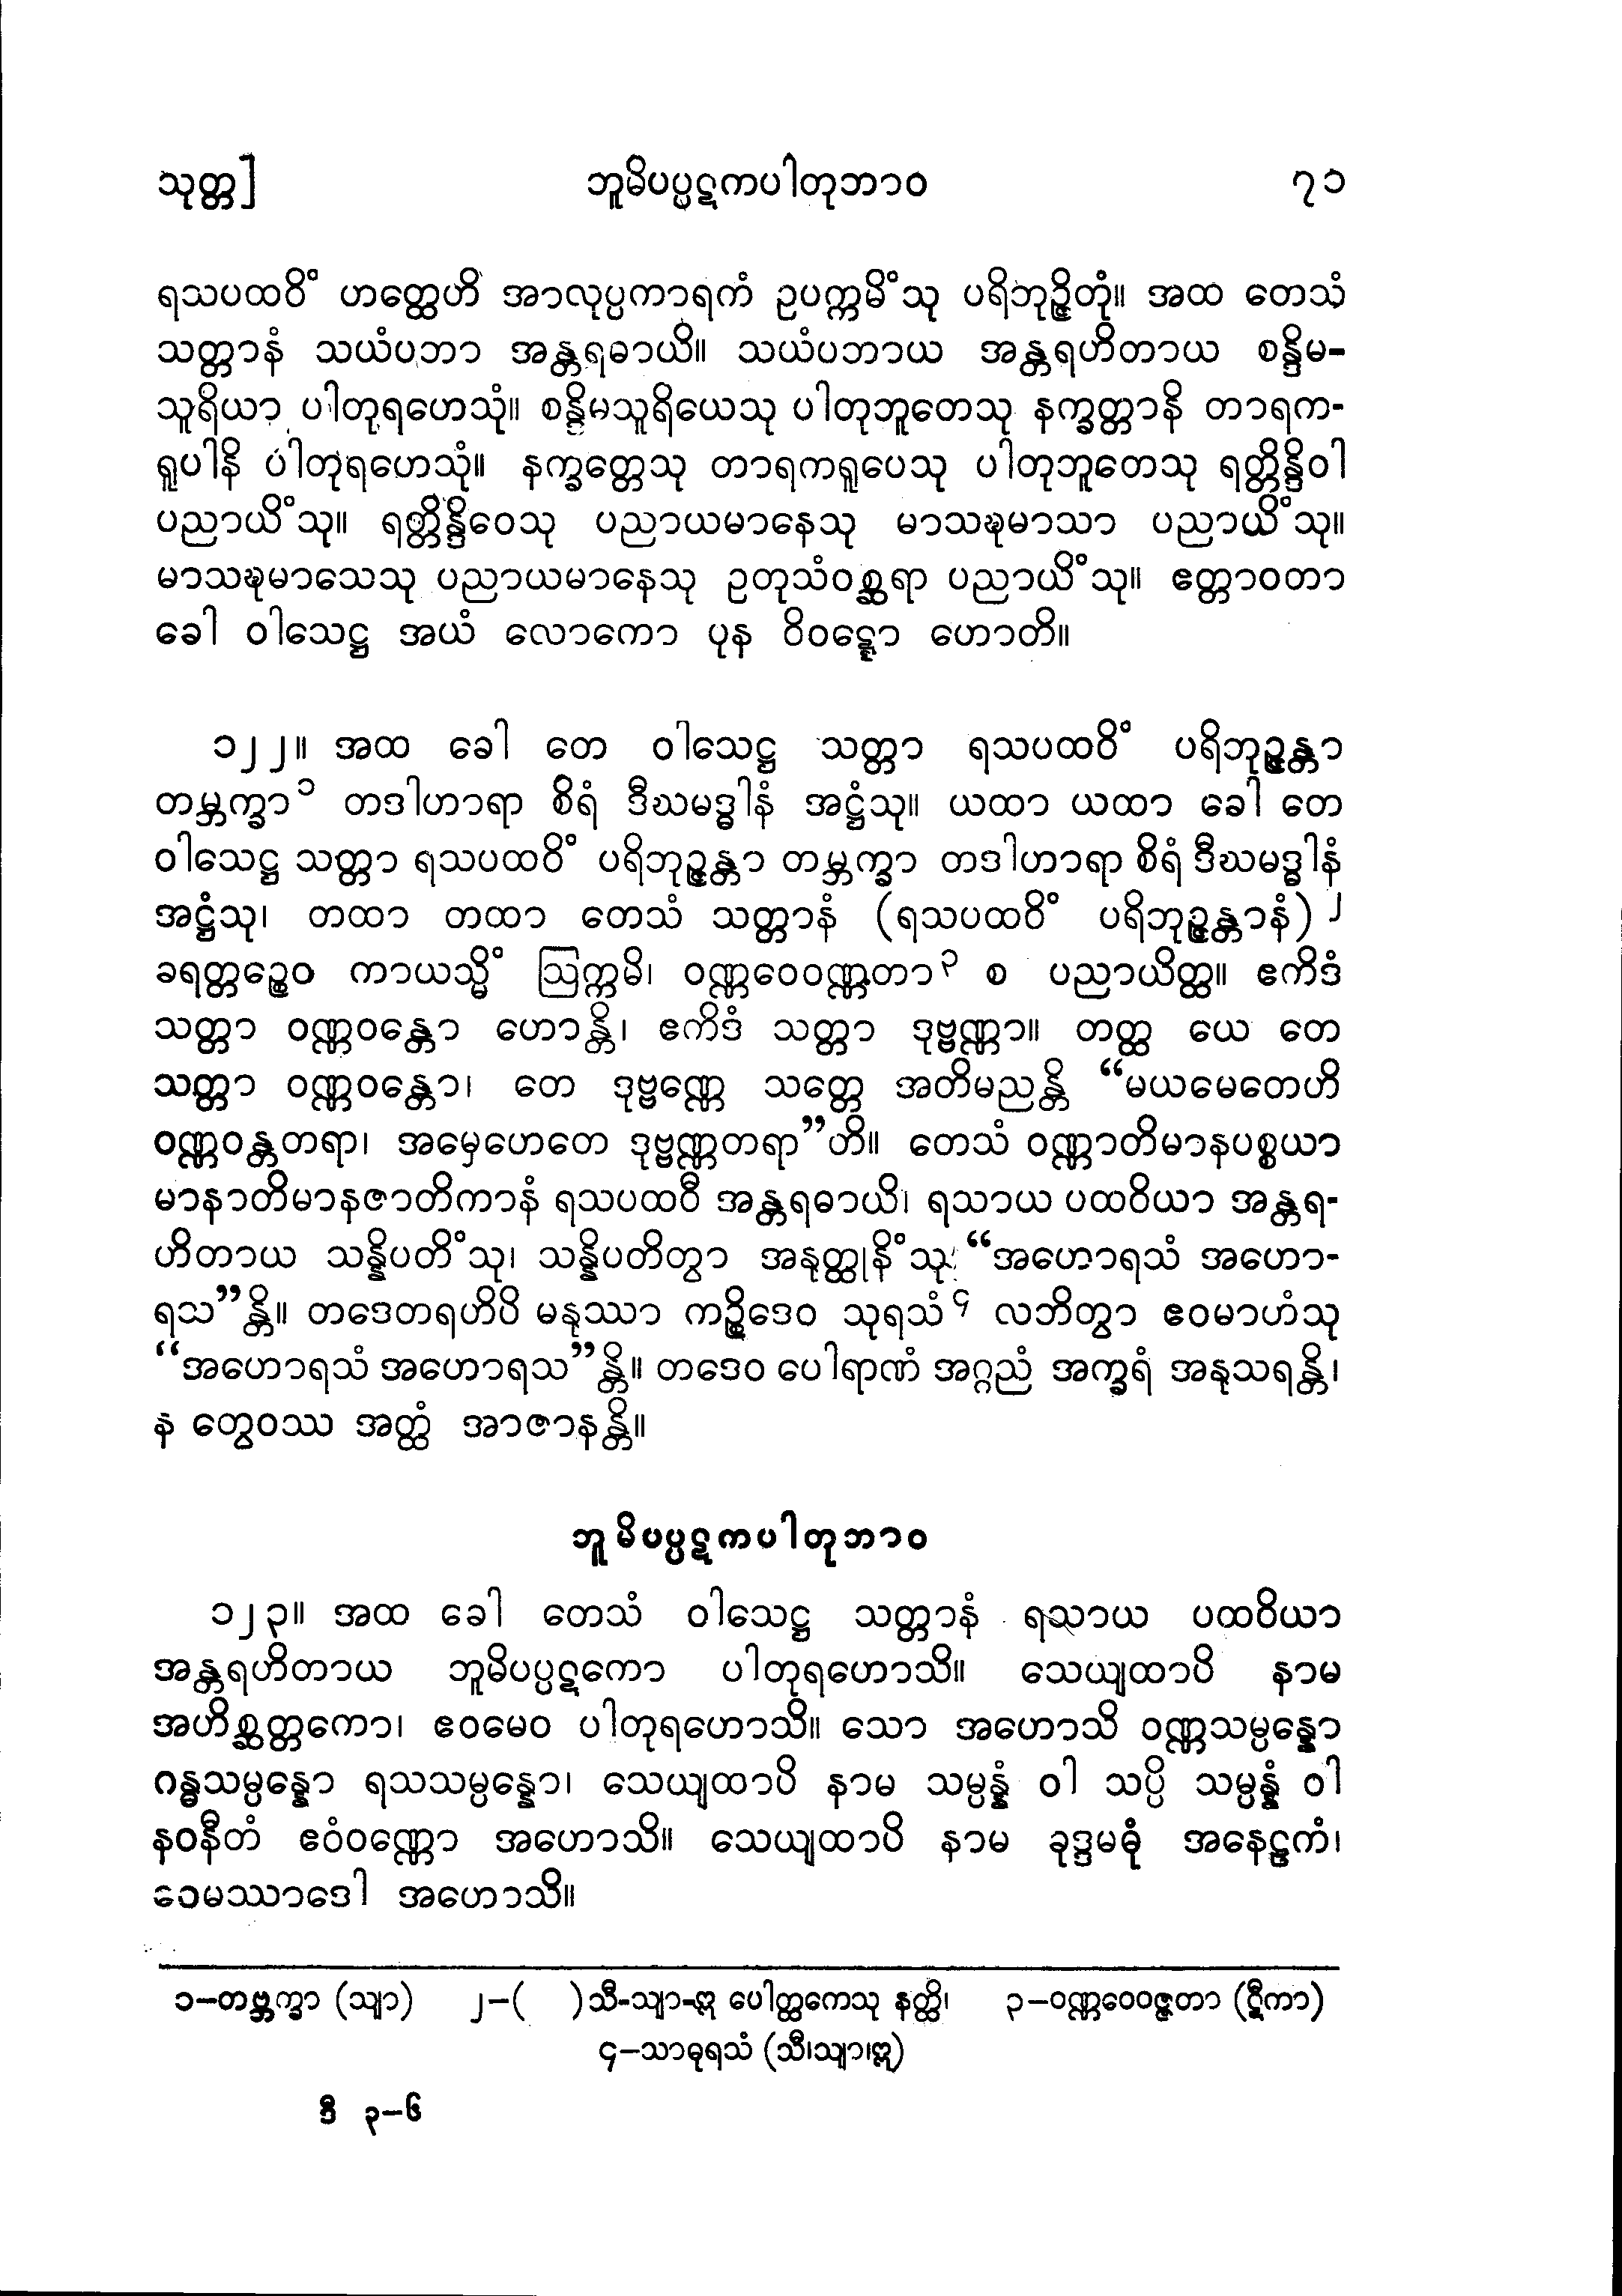 သုတ္တ] ဘူမိပပ္ပဋကပါတုဘာဝ ၇၁
ရသပထဝိံ ဟတ္ထေဟိ အာလုပ္ပကာရကံ ဥပက္ကမိံသု ပရိဘုဉ္ဇိတုံ။ အထ တေသံ
သတ္တာနံ သယံပဘာ အန္တရဓာယိ။ သယံပဘာယ အန္တရဟိတာယ စန္ဒိမ-
သူရိယာ ပါတုရဟေသုံ။ စန္ဒိမသူရိယေသု ပါတုဘူတေသု နက္ခတ္တာနိ တာရက-
ရူပါနိ ပါတုရဟေသုံ။ နက္ခတ္တေသု တာရကရူပေသု ပါတုဘူတေသု ရတ္တိန္ဒိဝါ
ပညာယိံသု။ ရတ္တိန္ဒိဝေသု ပညာယမာနေသု မာသဍ္ဎမာသာ ပညာယိံသု။
မာသဍ္ဎမာသေသု ပညာယမာနေသု ဥတုသံဝစ္ဆရာ ပညာယိံသု။ ဧတ္တာဝတာ
ခေါ ဝါသေဋ္ဌ အယံ လောကော ပုန ဝိဝဋ္ဋော ဟောတိ။
၁၂၂။ အထ ခေါ တေ ဝါသေဋ္ဌ သတ္တာ ရသပထဝိံ ပရိဘုဉ္ဇန္တာ
တမ္ဘက္ခာ၁ တဒါဟာရာ စိရံ ဒီဃမဒ္ဓါနံ အဋ္ဌံသု။ ယထာ ယထာ ခေါ တေ
ဝါသေဋ္ဌ သတ္တာ ရသပထဝိံ ပရိဘုဉ္ဇန္တာ တမ္ဘက္ခာ တဒါဟာရာ စိရံ ဒီဃမဒ္ဓါနံ
အဋ္ဌံသု၊ တထာ တထာ တေသံ သတ္တာနံ (ရသပထဝိံ ပရိဘုဉ္ဇန္တာနံ)၂
ခရတ္တဉ္စေဝ ကာယသ္မိံ ဩက္ကမိ၊ ဝဏ္ဏဝေဝဏ္ဏတာ၃ စ ပညာယိတ္ထ။ ဧကိဒံ
သတ္တာ ဝဏ္ဏဝန္တော ဟောန္တိ၊ ဧကိဒံ သတ္တာ ဒုဗ္ဗဏ္ဏာ။ တတ္ထ ယေ တေ
သတ္တာ ဝဏ္ဏဝန္တော၊ တေ ဒုဗ္ဗဏ္ဏေ သတ္တေ အတိမညန္တိ “မယမေတေဟိ
ဝဏ္ဏဝန္တတရာ၊ အမှေဟေတေ ဒုဗ္ဗဏ္ဏတရာ”တိ။ တေသံ ဝဏ္ဏာတိမာနပစ္စယာ
မာနာတိမာနဇာတိကာနံ ရသပထဝီ အန္တရဓာယိ၊ ရသာယ ပထဝိယာ အန္တရ-
ဟိတာယ သန္နိပတိံသု၊ သန္နိပတိတွာ အနုတ္ထုနိံသု “အဟောရသံ အဟော-
ရသ”န္တိ။ တဒေတရဟိပိ မနုဿာ ကဉ္စိဒေဝ သုရသံ၄ လဘိတွာ ဧဝမာဟံသု
“အဟောရသံ အဟောရသ”န္တိ။ တဒေဝ ပေါရာဏံ အဂ္ဂညံ အက္ခရံ အနုသရန္တိ၊
န တွေဝဿ အတ္ထံ အာဇာနန္တိ။
ဘူမိပပ္ပဋကပါတုဘာဝ
၁၂၃။ အထ ခေါ တေသံ ဝါသေဋ္ဌ သတ္တာနံ ရသာယ ပထဝိယာ
အန္တရဟိတာယ ဘူမိပပ္ပဋကော ပါတုရဟောသိ။ သေယျထာပိ နာမ
အဟိစ္ဆတ္တကော၊ ဧဝမေဝ ပါတုရဟောသိ။ သော အဟောသိ ဝဏ္ဏသမ္ပန္နော
ဂန္ဓသမ္ပန္နော ရသသမ္ပန္နော၊ သေယျထာပိ နာမ သမ္ပန္နံ ဝါ သပ္ပိ သမ္ပန္နံ ဝါ
နဝနီတံ ဧဝံဝဏ္ဏော အဟောသိ။ သေယျထာပိ နာမ ခုဒ္ဒမဓုံ အနေဠကံ၊
ဧဝမဿာဒေါ အဟောသိ။
၁–တဗ္ဘက္ခာ (သျာ) ၂–( )သီ-သျာ-ဣ ပေါတ္ထကေသု နတ္ထိ၊ ၃–ဝဏ္ဏဝေဝဇ္ဇတာ (ဋီကာ)
၄–သာဓုရသံ (သီ၊သျာ၊ဣ)
ဒီ ၃–၆